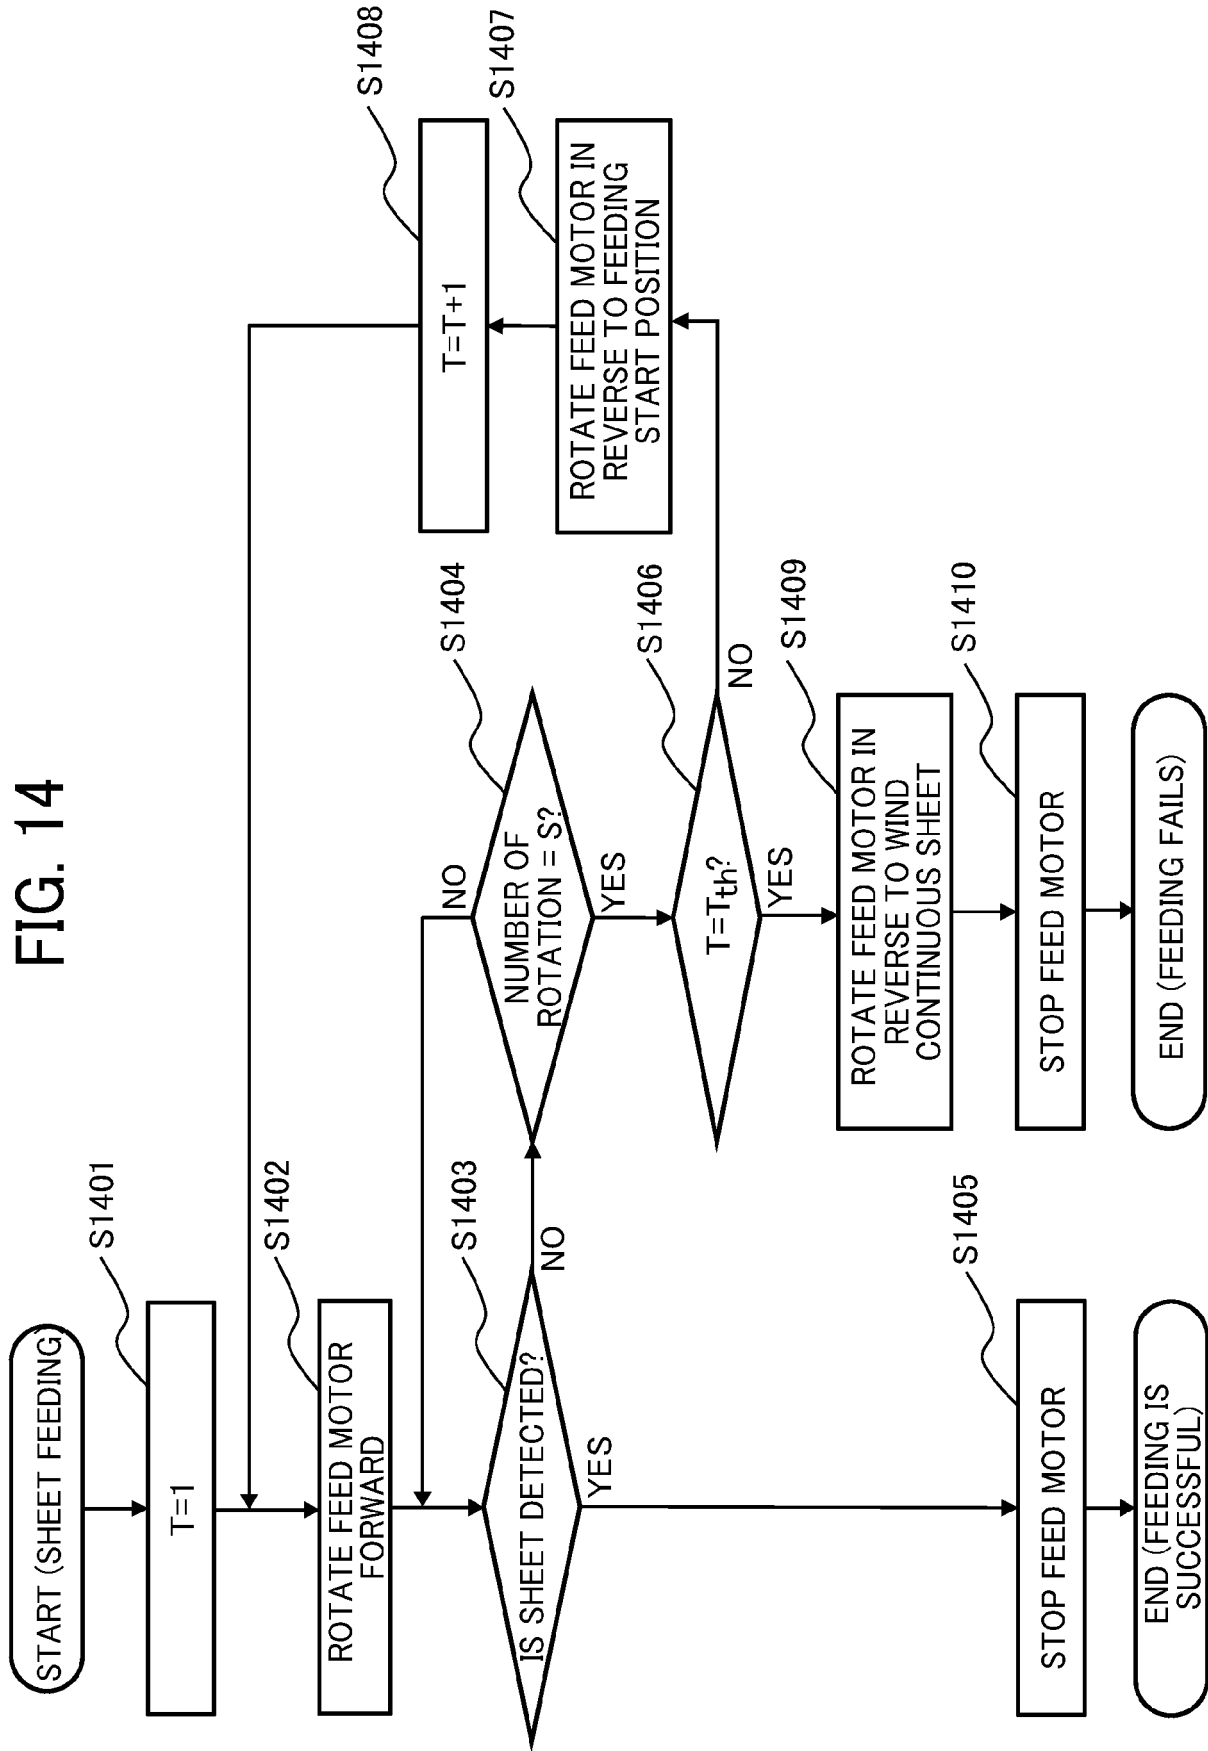 FIG. 14
START (SHEET FEEDING)
S1401
T=1
S1402
ROTATE FEED MOTOR
FORWARD
S1403
IS SHEET DETECTED?
NO
YES
S1404
NUMBER OF
ROTATION = S?
NO
YES
S1405
STOP FEED MOTOR
END (FEEDING IS
SUCCESSFUL)
S1406
T=Tth?
NO
YES
S1407
ROTATE FEED MOTOR IN
REVERSE TO FEEDING
START POSITION
S1408
T=T+1
S1409
ROTATE FEED MOTOR IN
REVERSE TO WIND
CONTINUOUS SHEET
S1410
STOP FEED MOTOR
END (FEEDING FAILS)